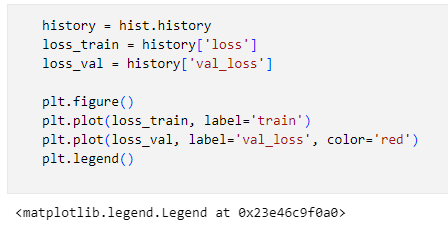 history = hist.history
loss_train = history['loss']
loss_val = history['val_loss']
plt.figure()
plt.plot(loss_train, label='train')
plt.plot(loss_val, label='val_loss', color='red')
plt.legend()
<matplotlib.legend.Legend at 0x23e46c9f0a0>